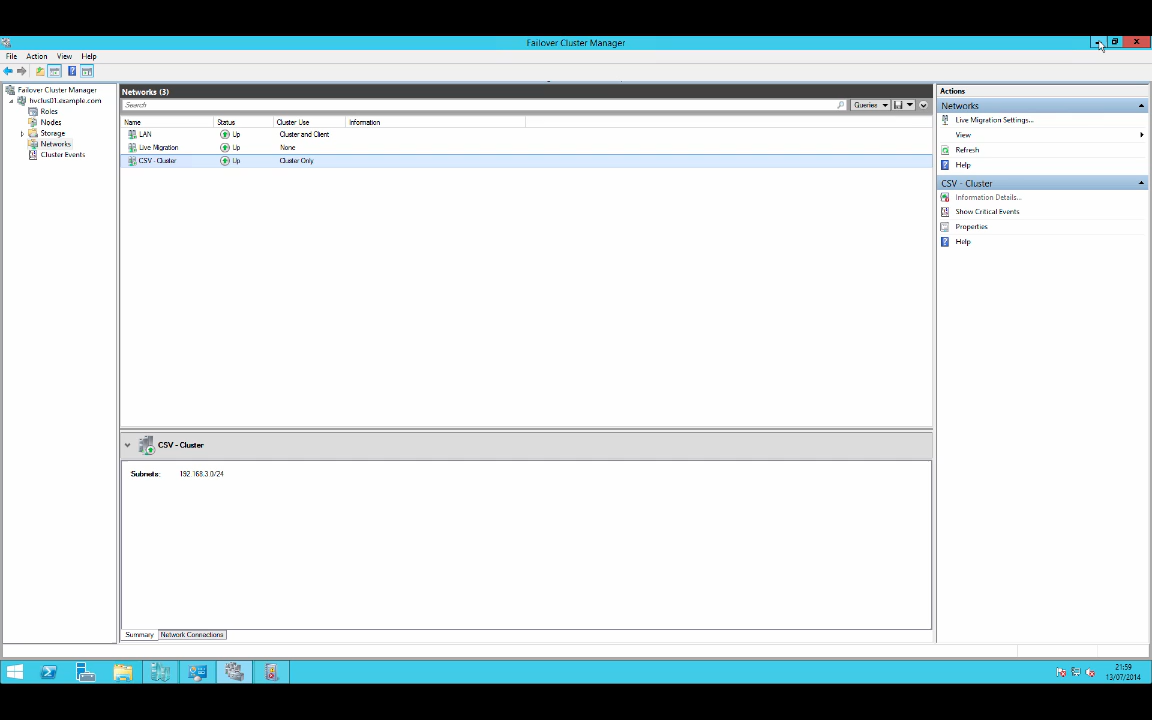 Failover Cluster Manager
File Action View Help
Failover Cluster Manager
hvclus01.example.com
Roles
Nodes
Storage
Networks
Cluster Events
Networks (3)
Search
Queries
Name Status Cluster Use Information
LAN Up Cluster and Client
Live Migration Up None
CSV - Cluster Up Cluster Only
CSV - Cluster
Subnets: 192.168.3.0/24
Summary Network Connections
Actions
Networks
Live Migration Settings...
View
Refresh
Help
CSV - Cluster
Information Details...
Show Critical Events
Properties
Help
21:59
13/07/2014